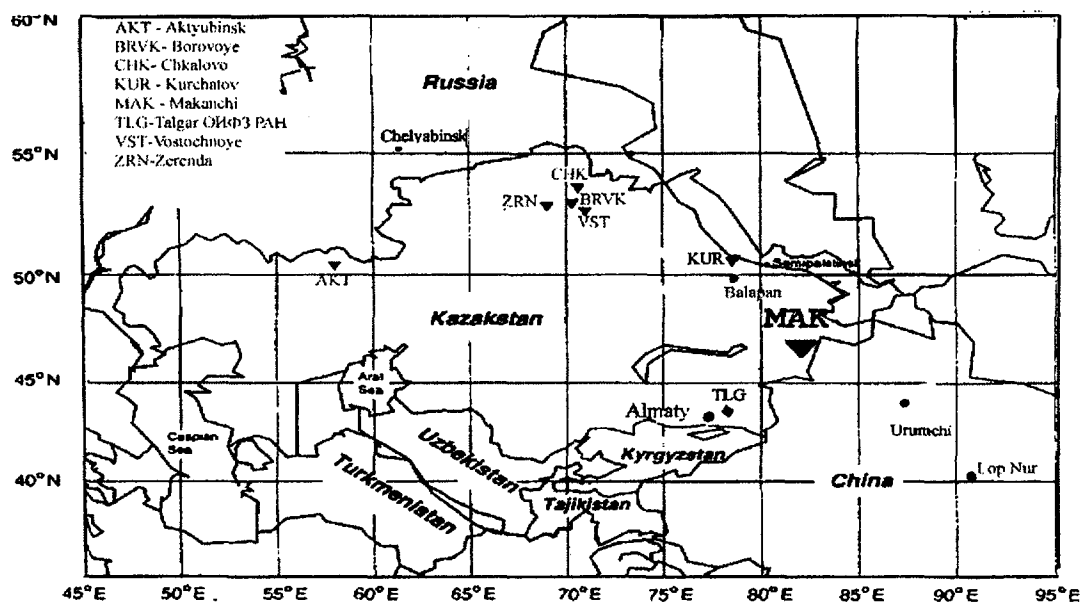 60°N
AKT - Aktyubinsk
BRVK- Borovoye
CHK- Chkalovo
KUR - Kurchatov
MAK - Makanchi
TLG-Talgar ОИФЗ РАН
VST-Vostochnoye
ZRN-Zerenda
Russia
Chelyabinsk
55°N
CHK
ZRN
BRVK
VST
KUR
Semipalatinsk
50°N
AKT
Balapan
MAK
Kazakstan
45°N
Aral
Sea
TLG
Almaty
Urumchi
Caspian
Sea
Uzbekistan
Kyrgyzstan
40°N
Turkmenistan
Tajikistan
China
Lop Nur
45°E
50°E
55°E
60°E
65°E
70°E
75°E
80°E
85°E
90°E
95°E